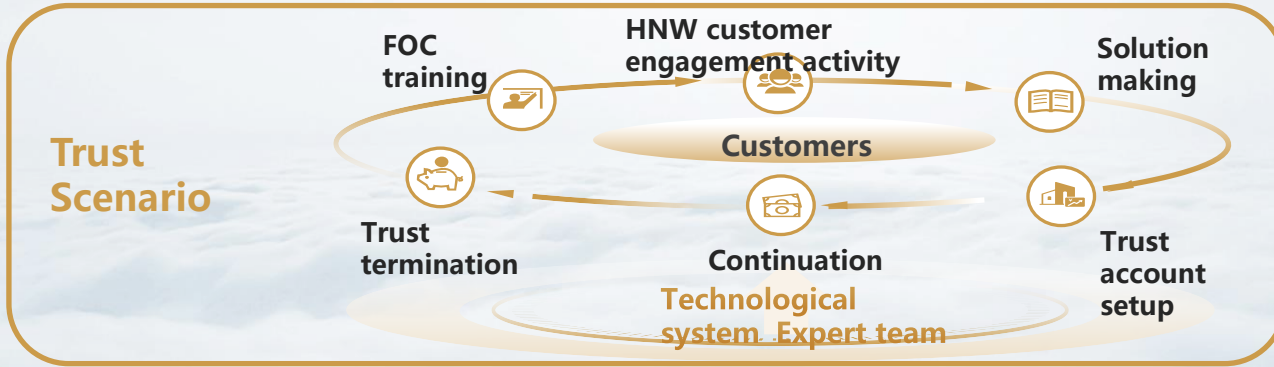 FOC
training
HNW customer
engagement activity
Solution
making
Trust
Scenario
Customers
Trust
termination
Continuation
Trust
account
setup
Technological
system Expert team